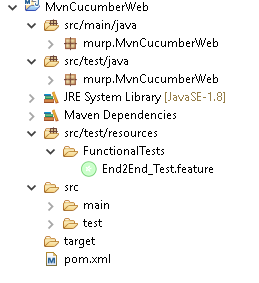 MvnCucumberWeb
src/main/java
murp.MvnCucumberWeb
src/test/java
murp.MvnCucumberWeb
JRE System Library [JavaSE-1.8]
Maven Dependencies
src/test/resources
FunctionalTests
End2End_Test.feature
src
main
test
target
pom.xml